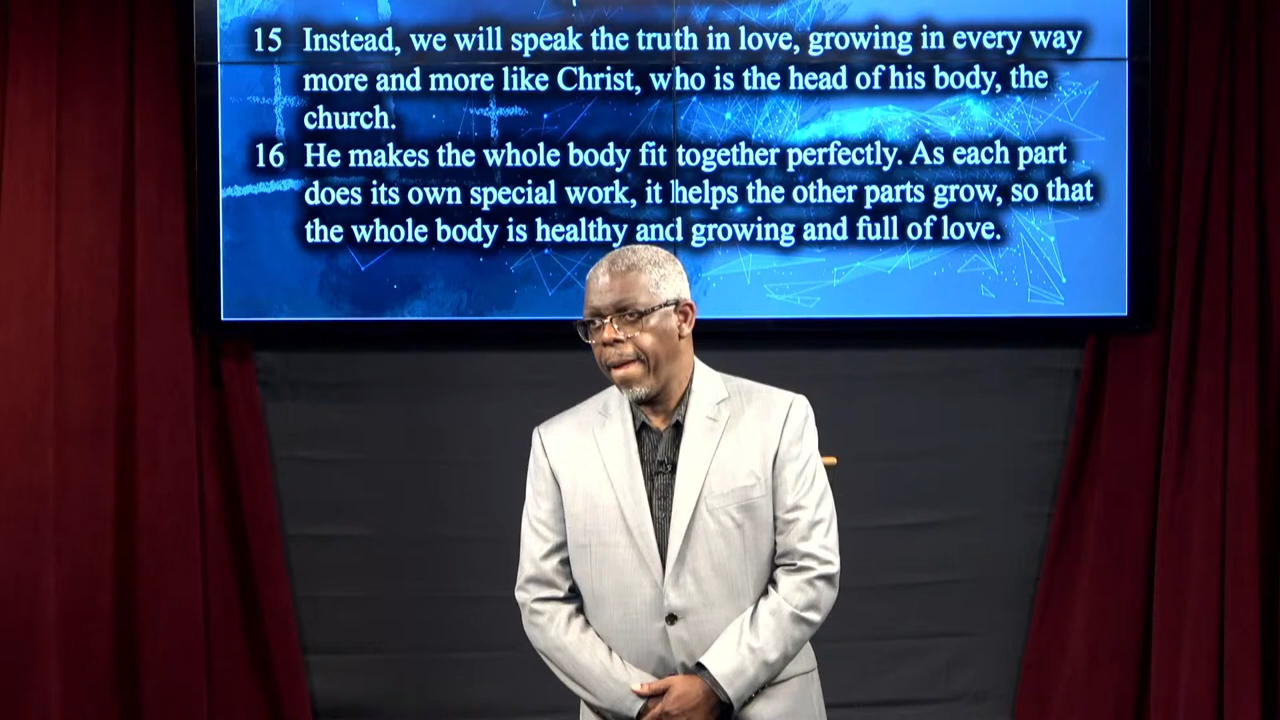 15 Instead, we will speak the truth in love, growing in every way
more and more like Christ, who is the head of his body, the
church.
16 He makes the whole body fit together perfectly. As each part
does its own special work, it helps the other parts grow, so that
the whole body is healthy and growing and full of love.